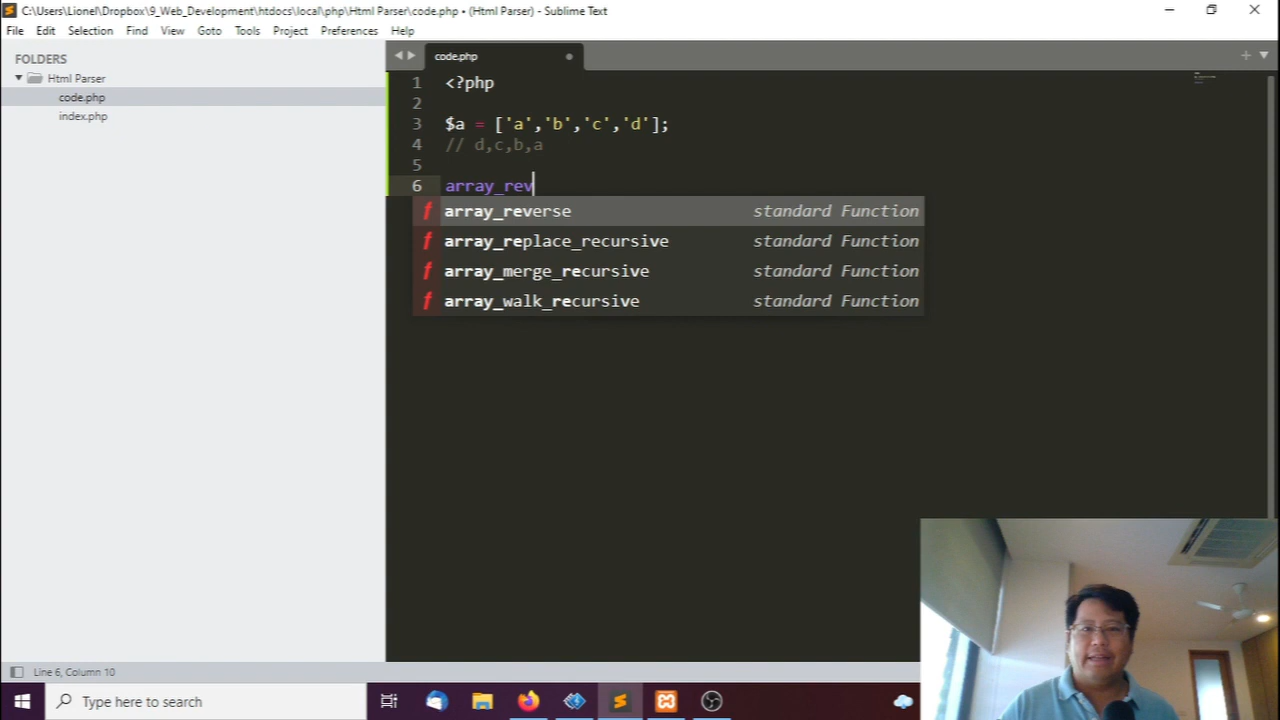 C:\Users\Lionel\Dropbox\9_Web_Development\htdocs\local\php\Html Parser\code.php • (Html Parser) - Sublime Text
File Edit Selection Find View Goto Tools Project Preferences Help
FOLDERS
Html Parser
code.php
index.php
code.php
1 <?php
2
3 $a = ['a','b','c','d'];
4 // d,c,b,a
5
6 array_rev
f array_reverse standard Function
f array_replace_recursive standard Function
f array_merge_recursive standard Function
f array_walk_recursive standard Function
Line 6, Column 10
Type here to search